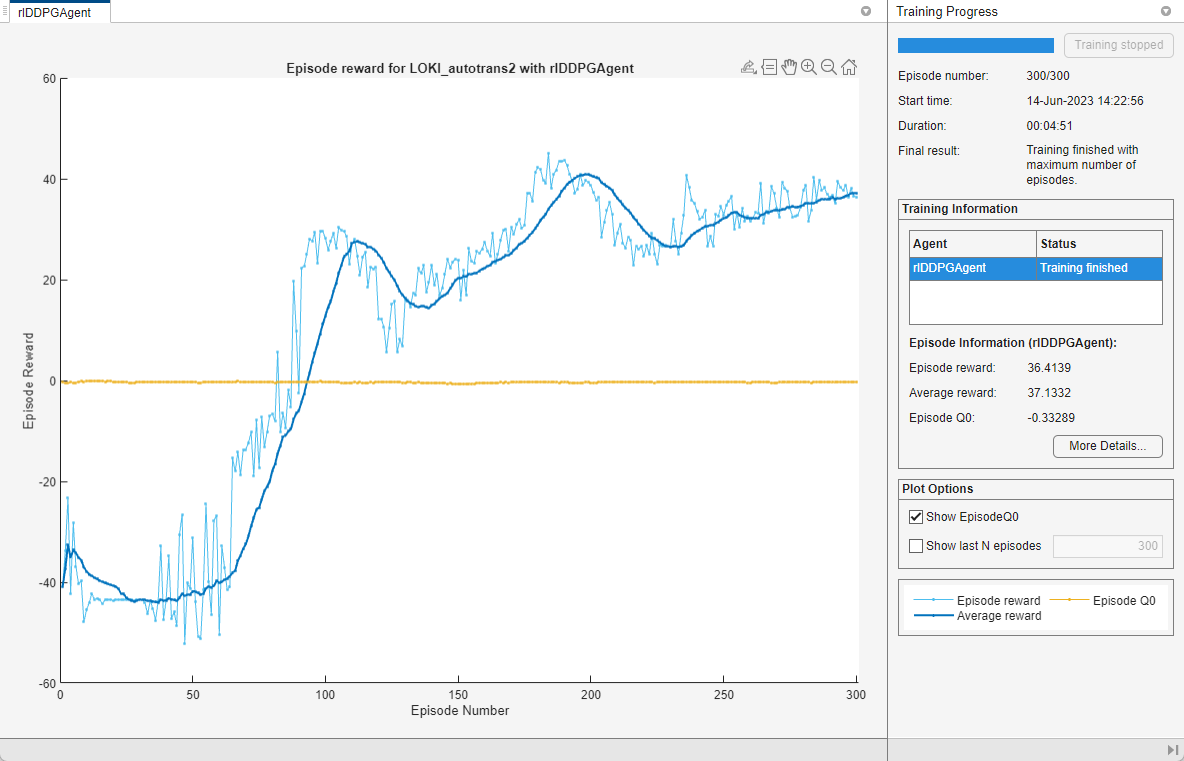 rlDDPGAgent
Episode reward for LOKI_autotrans2 with rlDDPGAgent
60
40
20
0
-20
-40
-60
Episode Reward
0 50 100 150 200 250 300
Episode Number
Training Progress
Training stopped
Episode number: 300/300
Start time: 14-Jun-2023 14:22:56
Duration: 00:04:51
Final result: Training finished with
maximum number of
episodes.
Training Information
Agent Status
rlDDPGAgent Training finished
Episode Information (rlDDPGAgent):
Episode reward: 36.4139
Average reward: 37.1332
Episode Q0: -0.33289
More Details...
Plot Options
Show EpisodeQ0
Show last N episodes 300
Episode reward Episode Q0
Average reward